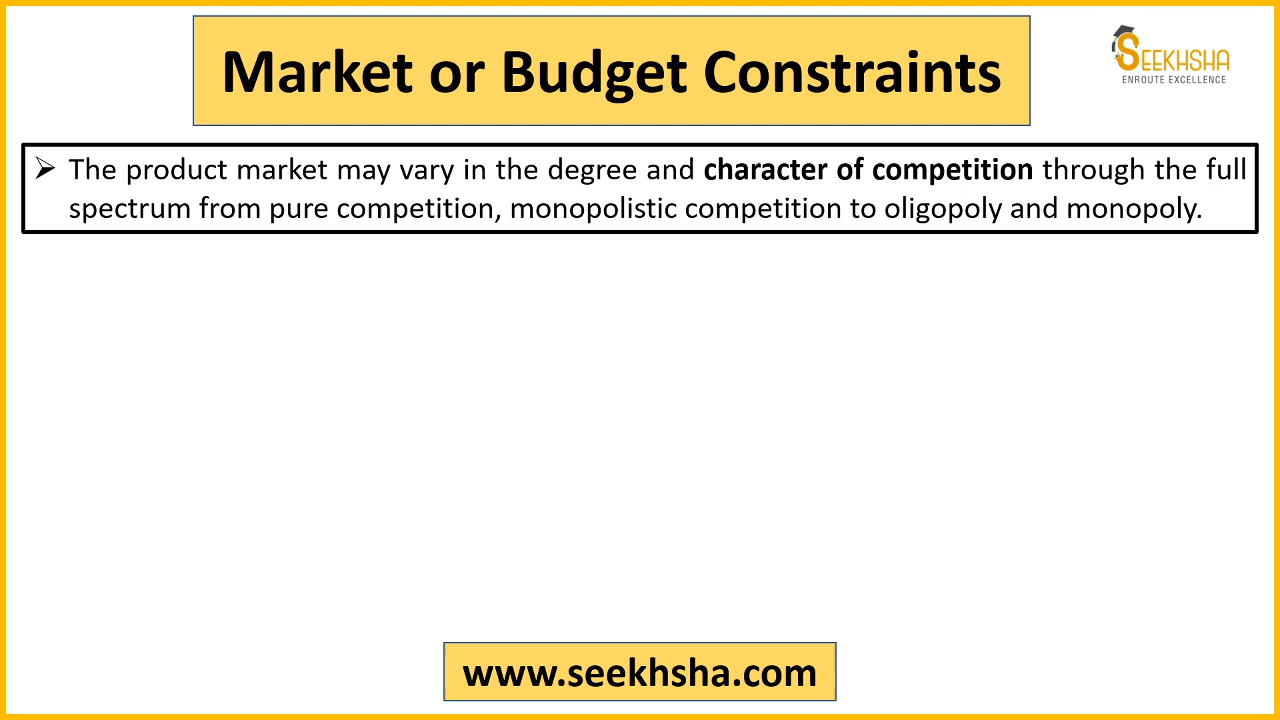 Market or Budget Constraints
SEEKHSHA
ENROUTE EXCELLENCE
➢ The product market may vary in the degree and character of competition through the full
spectrum from pure competition, monopolistic competition to oligopoly and monopoly.
www.seekhsha.com